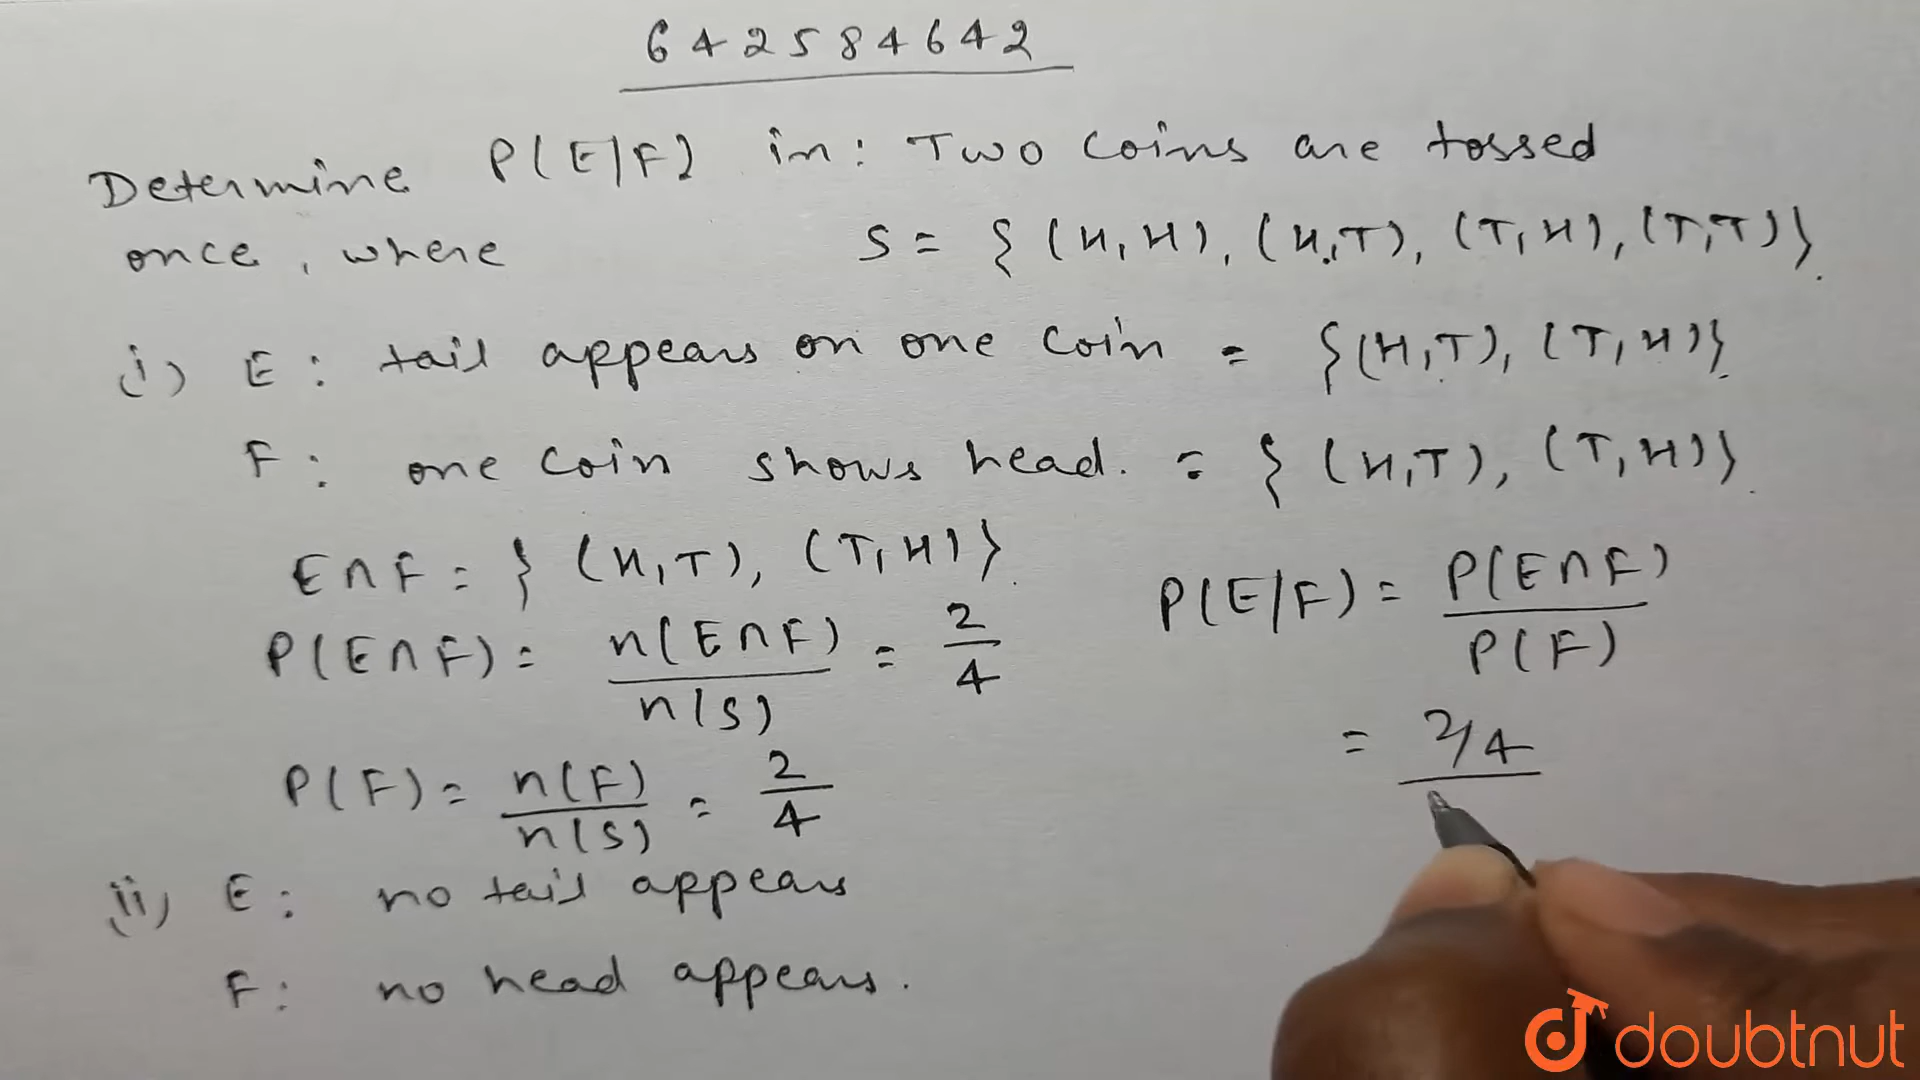 642584642
Determine P(E/F) in: Two coins are tossed
once, where S = { (H,H), (H,T), (T,H), (T,T)}
(i) E: tail appears on one coin = {(H,T), (T,H)}
F: one coin shows head. = { (H,T), (T,H)}
E∩F = { (H,T), (T,H)}
P(E∩F) = n(E∩F)/n(S) = 2/4
P(E/F) = P(E∩F)/P(F)
= 2/4
P(F) = n(F)/n(S) = 2/4
(ii) E: no tail appears
F: no head appears.
doubtnut